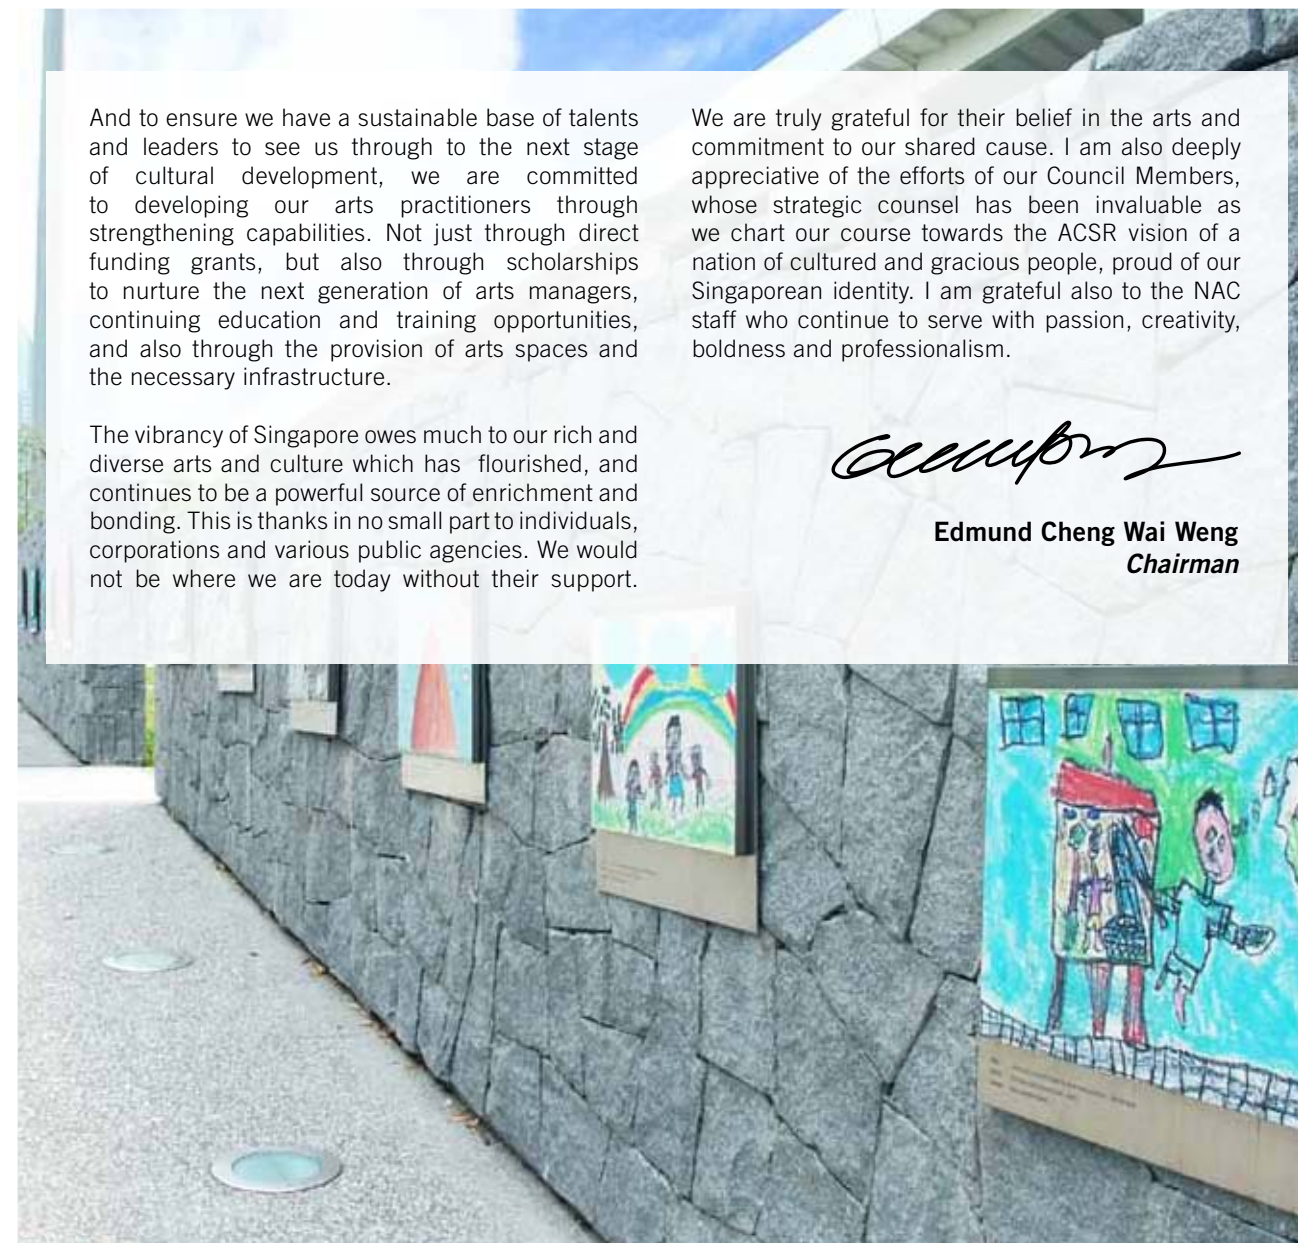 And to ensure we have a sustainable base of talents
and leaders to see us through to the next stage
of cultural development, we are committed
to developing our arts practitioners through
strengthening capabilities. Not just through direct
funding grants, but also through scholarships
to nurture the next generation of arts managers,
continuing education and training opportunities,
and also through the provision of arts spaces and
the necessary infrastructure.
The vibrancy of Singapore owes much to our rich and
diverse arts and culture which has flourished, and
continues to be a powerful source of enrichment and
bonding. This is thanks in no small part to individuals,
corporations and various public agencies. We would
not be where we are today without their support.
We are truly grateful for their belief in the arts and
commitment to our shared cause. I am also deeply
appreciative of the efforts of our Council Members,
whose strategic counsel has been invaluable as
we chart our course towards the ACSR vision of a
nation of cultured and gracious people, proud of our
Singaporean identity. I am grateful also to the NAC
staff who continue to serve with passion, creativity,
boldness and professionalism.
Edmund Cheng Wai Weng
Chairman